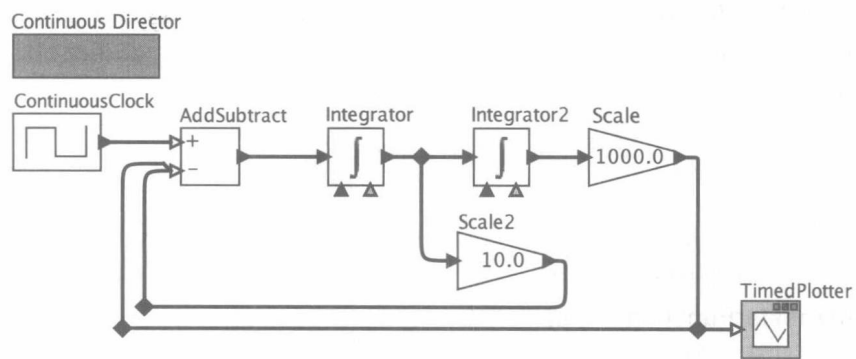 Continuous Director
ContinuousClock
AddSubtract
Integrator
Integrator2
Scale
+
−
∫
∫
1000.0
Scale2
10.0
TimedPlotter